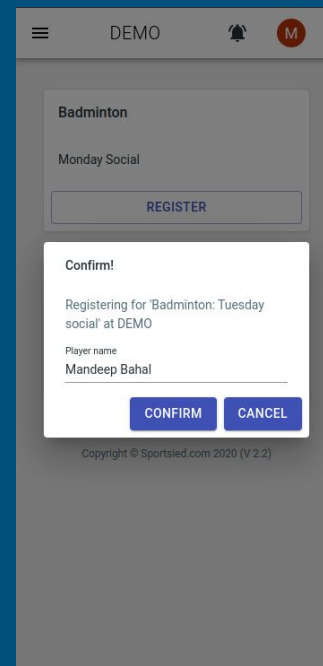 DEMO
M
Badminton
Monday Social
REGISTER
Confirm!
Registering for 'Badminton: Tuesday
social' at DEMO
Player name
Mandeep Bahal
CONFIRM CANCEL
Copyright © Sportsied.com 2020 (V 2.2)